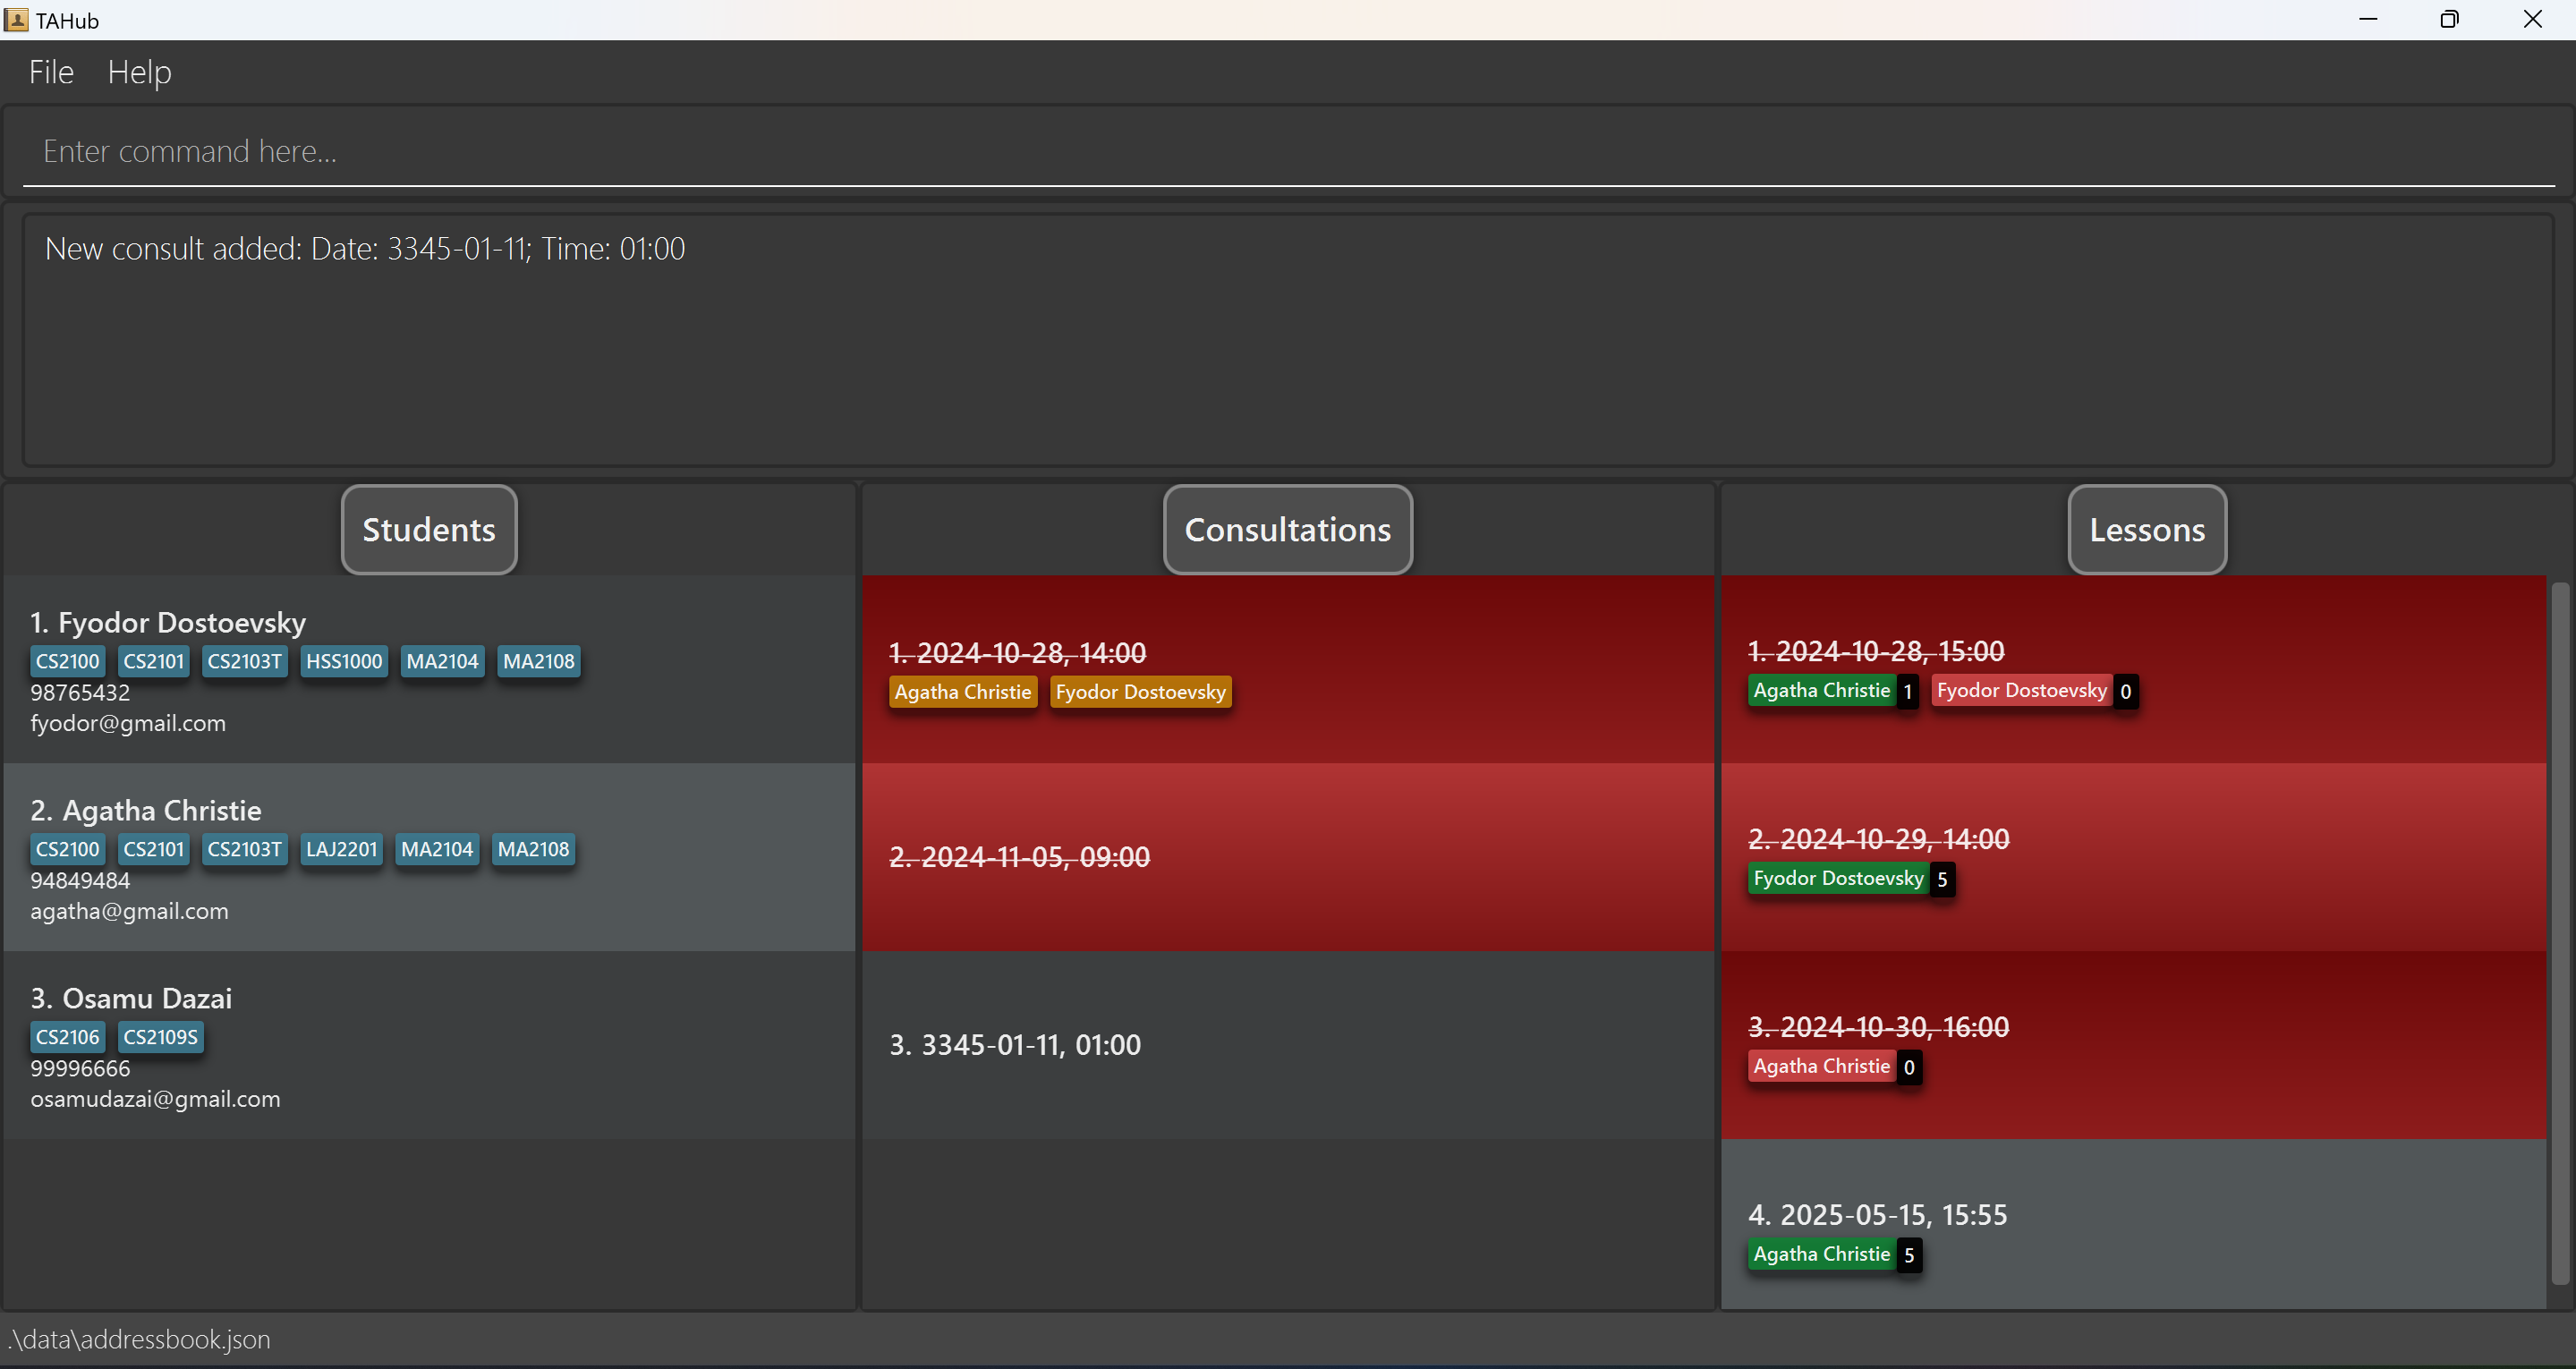 TAHub
File Help
Enter command here...
New consult added: Date: 3345-01-11; Time: 01:00
Students
1. Fyodor Dostoevsky
CS2100 CS2101 CS2103T HSS1000 MA2104 MA2108
98765432
fyodor@gmail.com
2. Agatha Christie
CS2100 CS2101 CS2103T LAJ2201 MA2104 MA2108
94849484
agatha@gmail.com
3. Osamu Dazai
CS2106 CS2109S
99996666
osamudazai@gmail.com
Consultations
1. 2024-10-28, 14:00
Agatha Christie Fyodor Dostoevsky
2. 2024-11-05, 09:00
3. 3345-01-11, 01:00
Lessons
1. 2024-10-28, 15:00
Agatha Christie 1 Fyodor Dostoevsky 0
2. 2024-10-29, 14:00
Fyodor Dostoevsky 5
3. 2024-10-30, 16:00
Agatha Christie 0
4. 2025-05-15, 15:55
Agatha Christie 5
.\data\addressbook.json